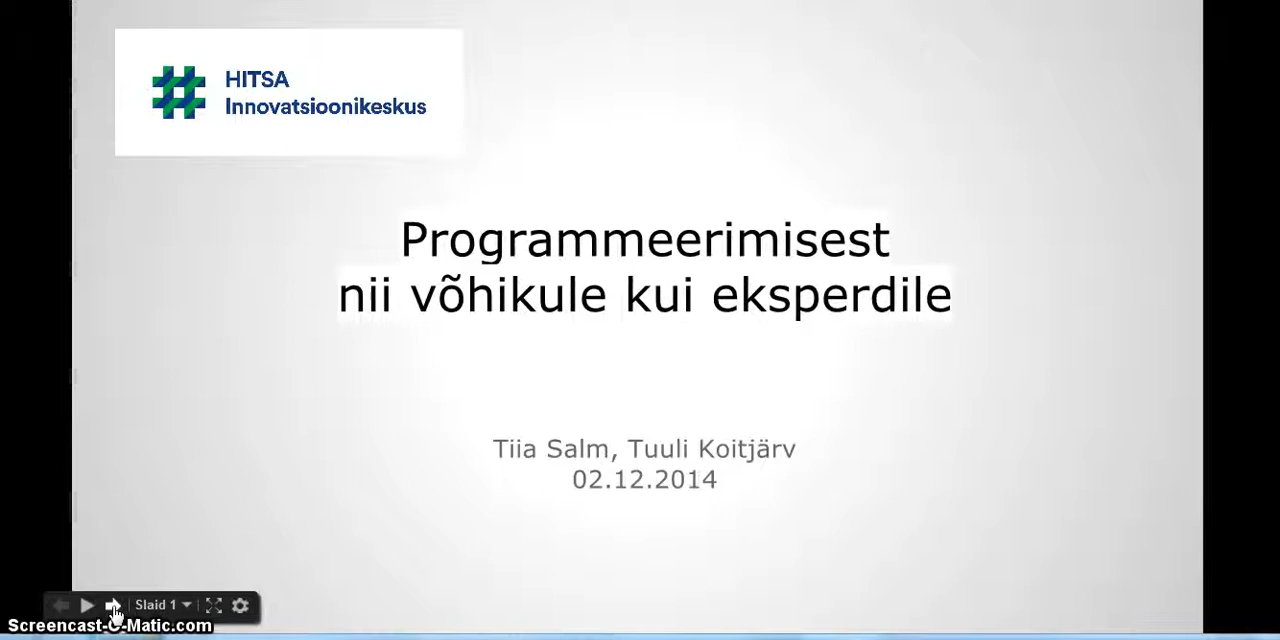 HITSA
Innovatsioonikeskus
Programmeerimisest
nii võhikule kui eksperdile
Tiia Salm, Tuuli Koitjärv
02.12.2014
Slaid 1
Screencast-O-Matic.com